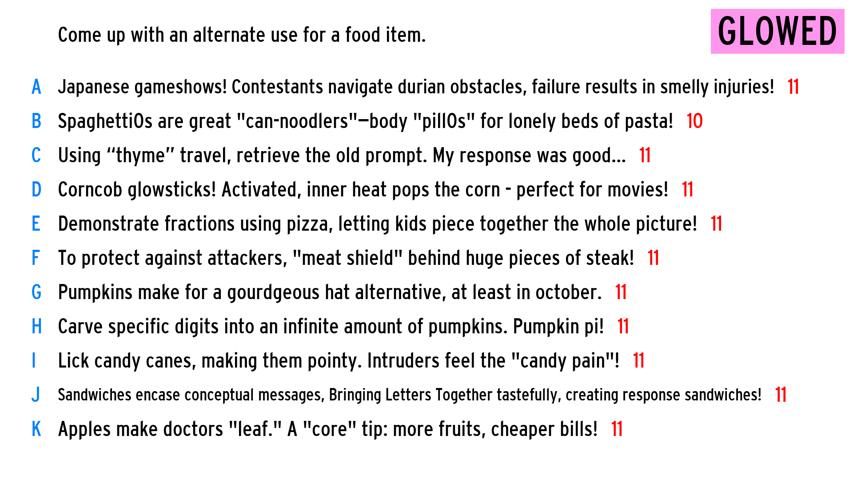 Come up with an alternate use for a food item.
GLOWED
A Japanese gameshows! Contestants navigate durian obstacles, failure results in smelly injuries! 11
B SpaghettiOs are great "can-noodlers"—body "pillOs" for lonely beds of pasta! 10
C Using “thyme” travel, retrieve the old prompt. My response was good... 11
D Corncob glowsticks! Activated, inner heat pops the corn - perfect for movies! 11
E Demonstrate fractions using pizza, letting kids piece together the whole picture! 11
F To protect against attackers, "meat shield" behind huge pieces of steak! 11
G Pumpkins make for a gourdgeous hat alternative, at least in october. 11
H Carve specific digits into an infinite amount of pumpkins. Pumpkin pi! 11
I Lick candy canes, making them pointy. Intruders feel the "candy pain"! 11
J Sandwiches encase conceptual messages, Bringing Letters Together tastefully, creating response sandwiches! 11
K Apples make doctors "leaf." A "core" tip: more fruits, cheaper bills! 11